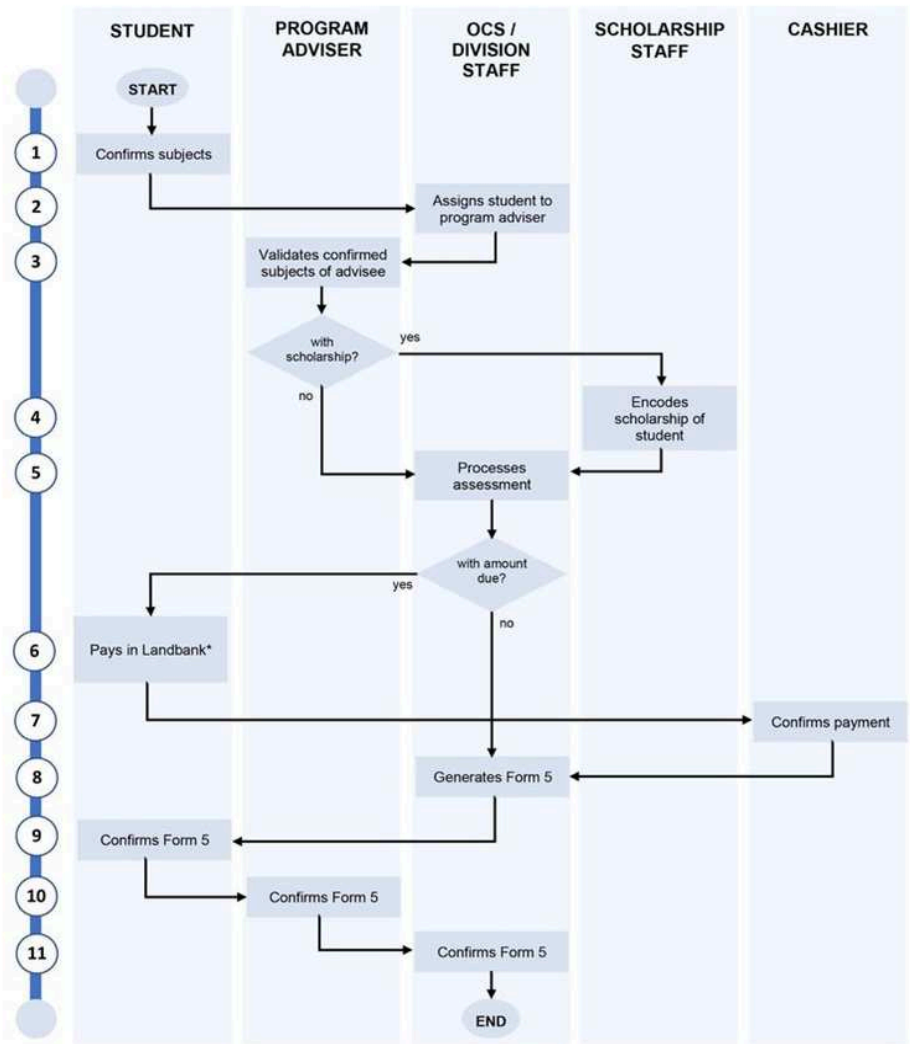 STUDENT
PROGRAM
ADVISER
OCS /
DIVISION
STAFF
SCHOLARSHIP
STAFF
CASHIER
START
1
Confirms subjects
2
Assigns student to
program adviser
3
Validates confirmed
subjects of advisee
with
scholarship?
yes
no
4
Encodes
scholarship of
student
5
Processes
assessment
with amount
due?
yes
no
6
Pays in Landbank*
7
Confirms payment
8
Generates Form 5
9
Confirms Form 5
10
Confirms Form 5
11
Confirms Form 5
END